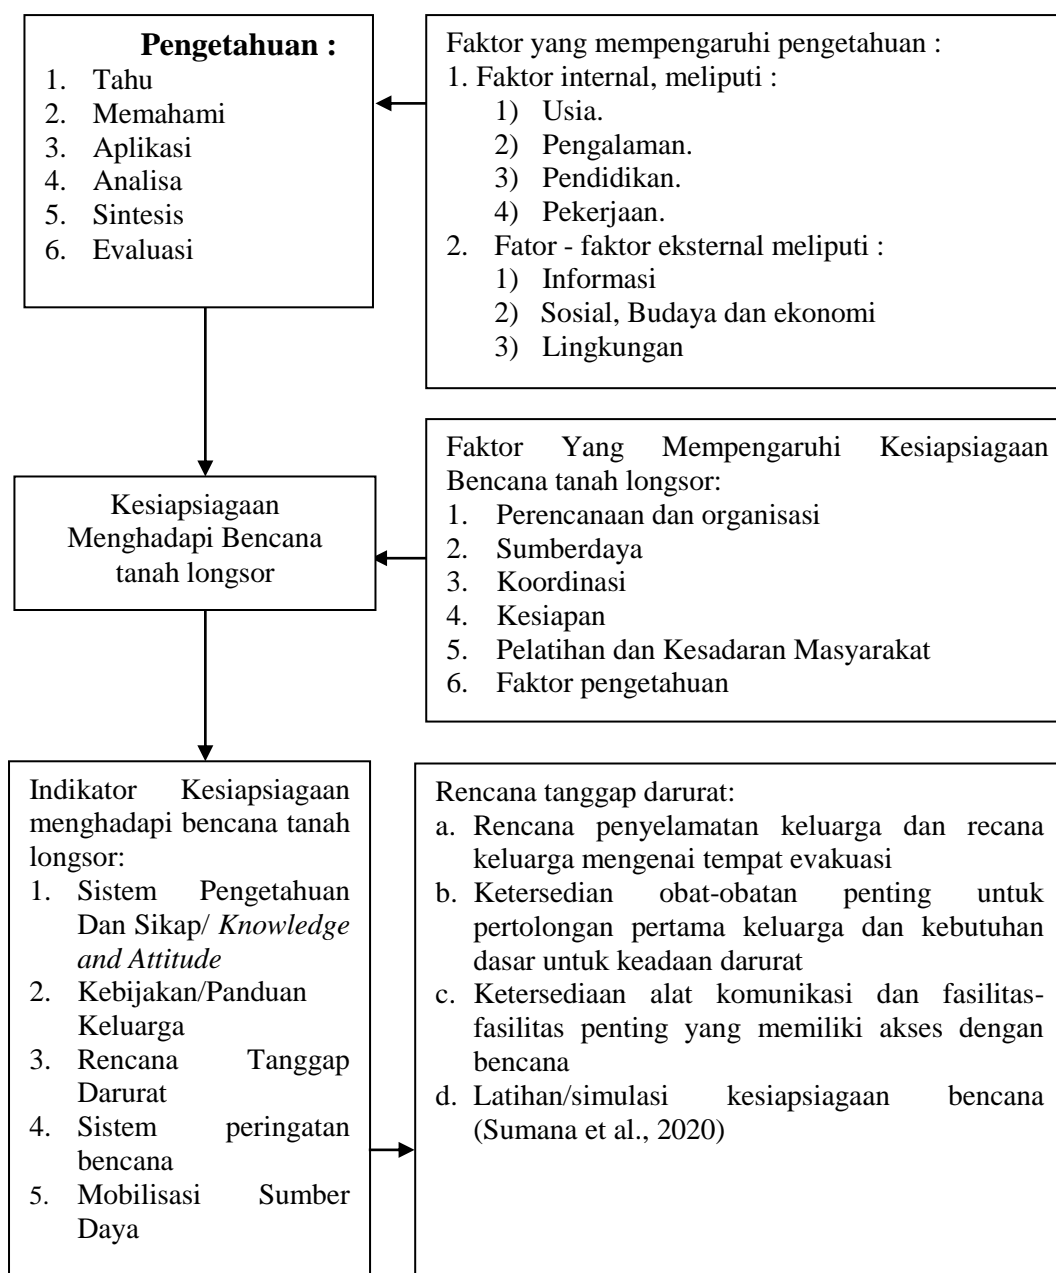 Pengetahuan :
1. Tahu
2. Memahami
3. Aplikasi
4. Analisa
5. Sintesis
6. Evaluasi
Faktor yang mempengaruhi pengetahuan :
1. Faktor internal, meliputi :
1) Usia.
2) Pengalaman.
3) Pendidikan.
4) Pekerjaan.
2. Fator - faktor eksternal meliputi :
1) Informasi
2) Sosial, Budaya dan ekonomi
3) Lingkungan
Kesiapsiagaan
Menghadapi Bencana
tanah longsor
Faktor Yang Mempengaruhi Kesiapsiagaan
Bencana tanah longsor:
1. Perencanaan dan organisasi
2. Sumberdaya
3. Koordinasi
4. Kesiapan
5. Pelatihan dan Kesadaran Masyarakat
6. Faktor pengetahuan
Indikator Kesiapsiagaan
menghadapi bencana tanah
longsor:
1. Sistem Pengetahuan
Dan Sikap/ Knowledge
and Attitude
2. Kebijakan/Panduan
Keluarga
3. Rencana Tanggap
Darurat
4. Sistem peringatan
bencana
5. Mobilisasi Sumber
Daya
Rencana tanggap darurat:
a. Rencana penyelamatan keluarga dan recana
keluarga mengenai tempat evakuasi
b. Ketersedian obat-obatan penting untuk
pertolongan pertama keluarga dan kebutuhan
dasar untuk keadaan darurat
c. Ketersediaan alat komunikasi dan fasilitas-
fasilitas penting yang memiliki akses dengan
bencana
d. Latihan/simulasi kesiapsiagaan bencana
(Sumana et al., 2020)